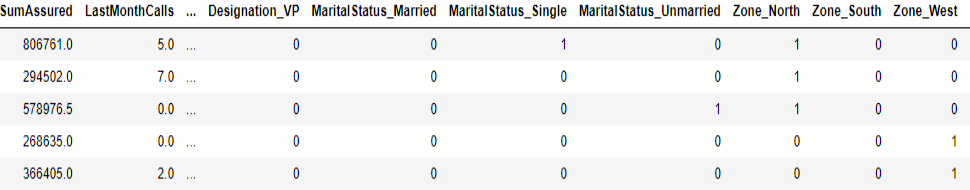 SumAssured LastMonthCalls ... Designation_VP MaritalStatus_Married MaritalStatus_Single MaritalStatus_Unmarried Zone_North Zone_South Zone_West
806761.0 5.0 ... 0 0 1 0 1 0 0
294502.0 7.0 ... 0 0 0 0 1 0 0
578976.5 0.0 ... 0 0 0 1 1 0 0
268635.0 0.0 ... 0 0 0 0 0 0 1
366405.0 2.0 ... 0 0 0 0 0 0 1